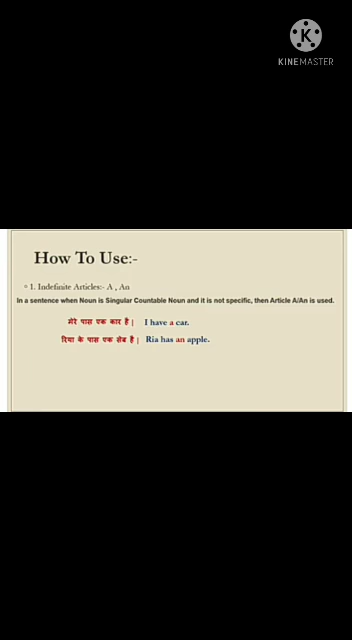 K
KINEMASTER
How To Use:-
1. Indefinite Articles:- A , An
In a sentence when Noun is Singular Countable Noun and it is not specific, then Article A/An is used.
मेरे पास एक कार है | I have a car.
रिया के पास एक सेब है | Ria has an apple.